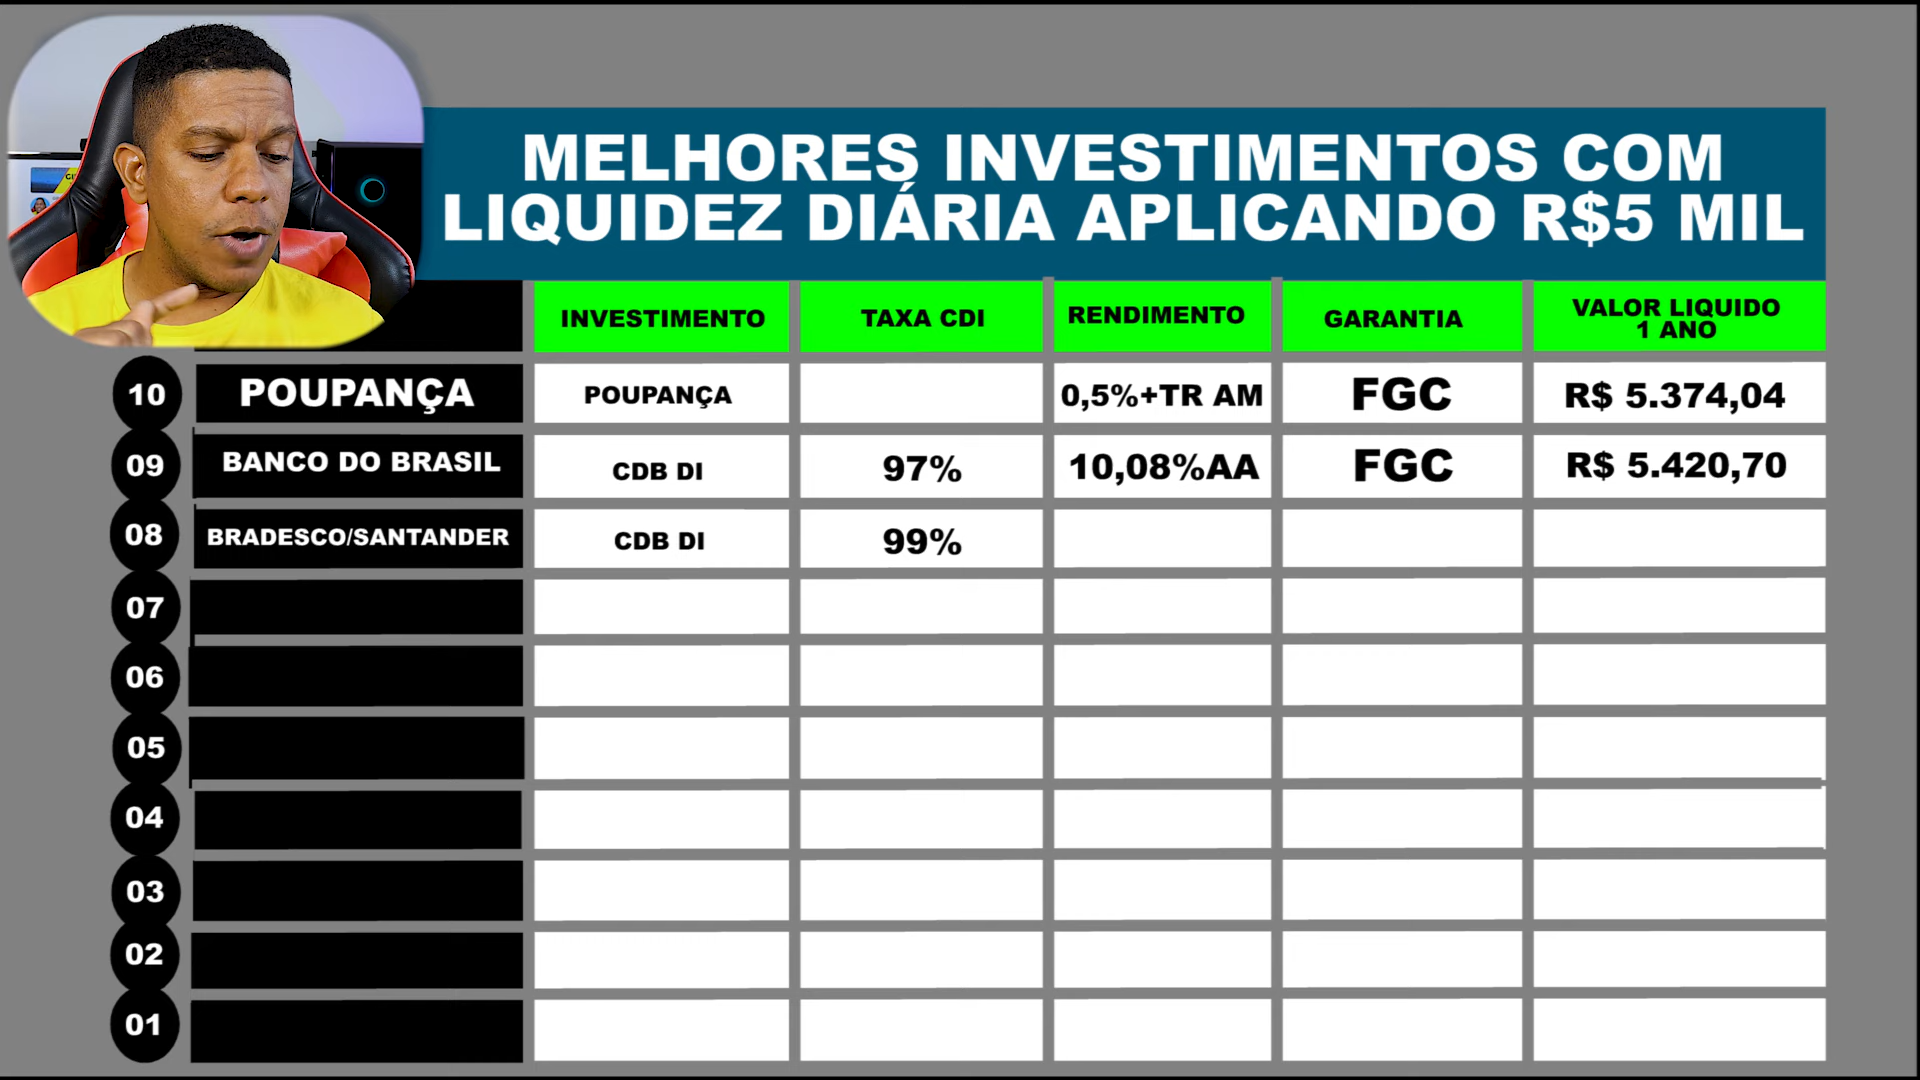 MELHORES INVESTIMENTOS COM
LIQUIDEZ DIÁRIA APLICANDO R$5 MIL
INVESTIMENTO TAXA CDI RENDIMENTO GARANTIA VALOR LIQUIDO
1 ANO
10 POUPANÇA POUPANÇA 0,5%+TR AM FGC R$ 5.374,04
09 BANCO DO BRASIL CDB DI 97% 10,08%AA FGC R$ 5.420,70
08 BRADESCO/SANTANDER CDB DI 99%
07
06
05
04
03
02
01